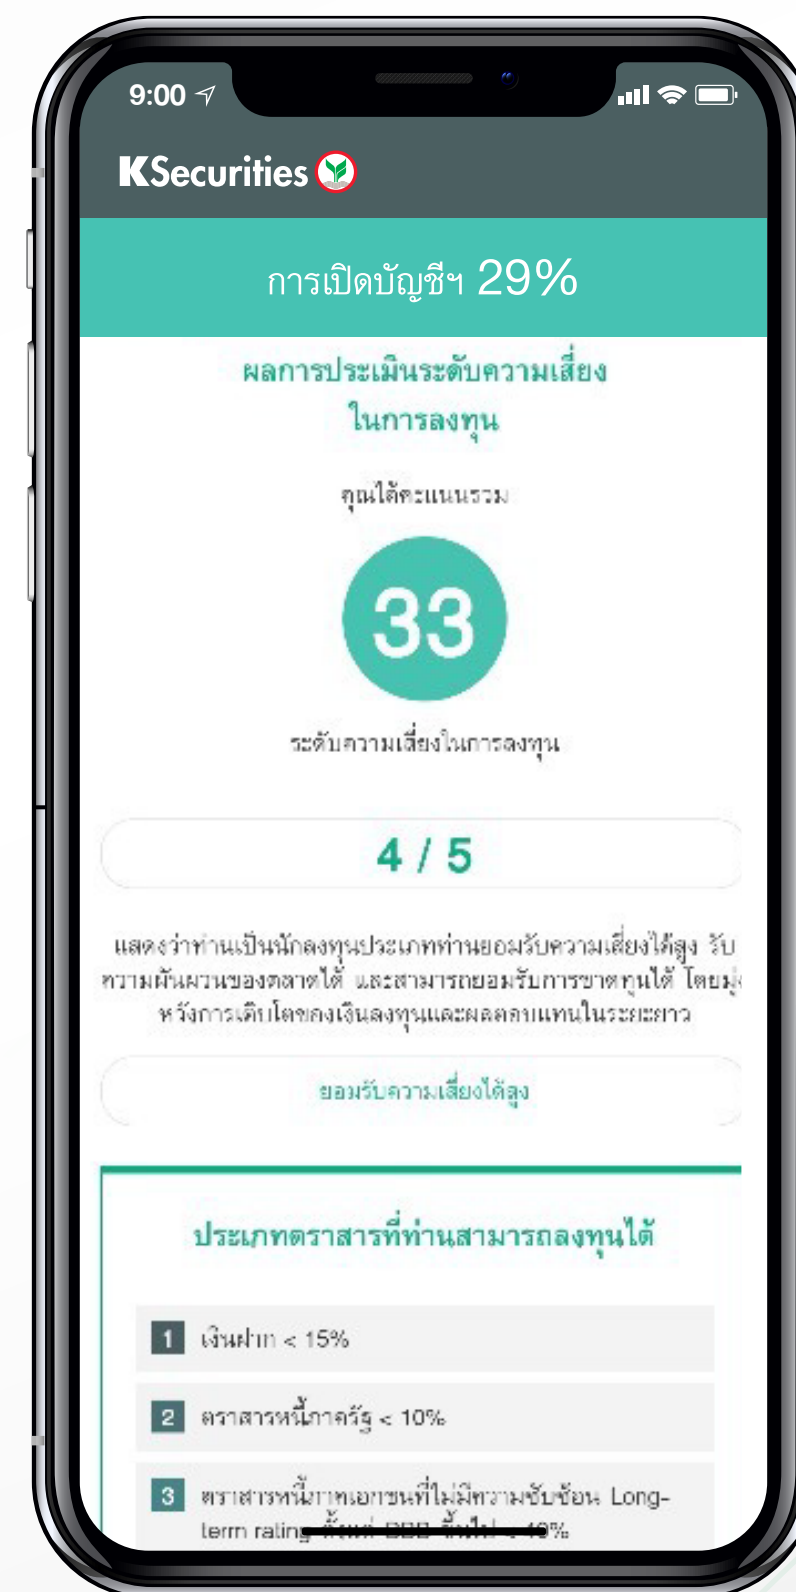 9:00
KSecurities
การเปิดบัญชีฯ 29%
ผลการประเมินระดับความเสี่ยง
ในการลงทุน
คุณได้คะแนนรวม
33
ระดับความเสี่ยงในการลงทุน
4 / 5
แสดงว่าท่านเป็นนักลงทุนประเภทท่านยอมรับความเสี่ยงได้สูง รับ
ความผันผวนของตลาดได้ และสามารถยอมรับการขาดทุนได้ โดยมุ่ง
หวังการเติบโตของเงินลงทุนและผลตอบแทนในระยะยาว
ยอมรับความเสี่ยงได้สูง
ประเภทตราสารที่ท่านสามารถลงทุนได้
1 เงินฝาก < 15%
2 ตราสารหนี้ภาครัฐ < 10%
3 ตราสารหนี้ภาคเอกชนที่ไม่มีความซับซ้อน Long-
term rating ตั้งแต่ BBB ขึ้นไป < 10%